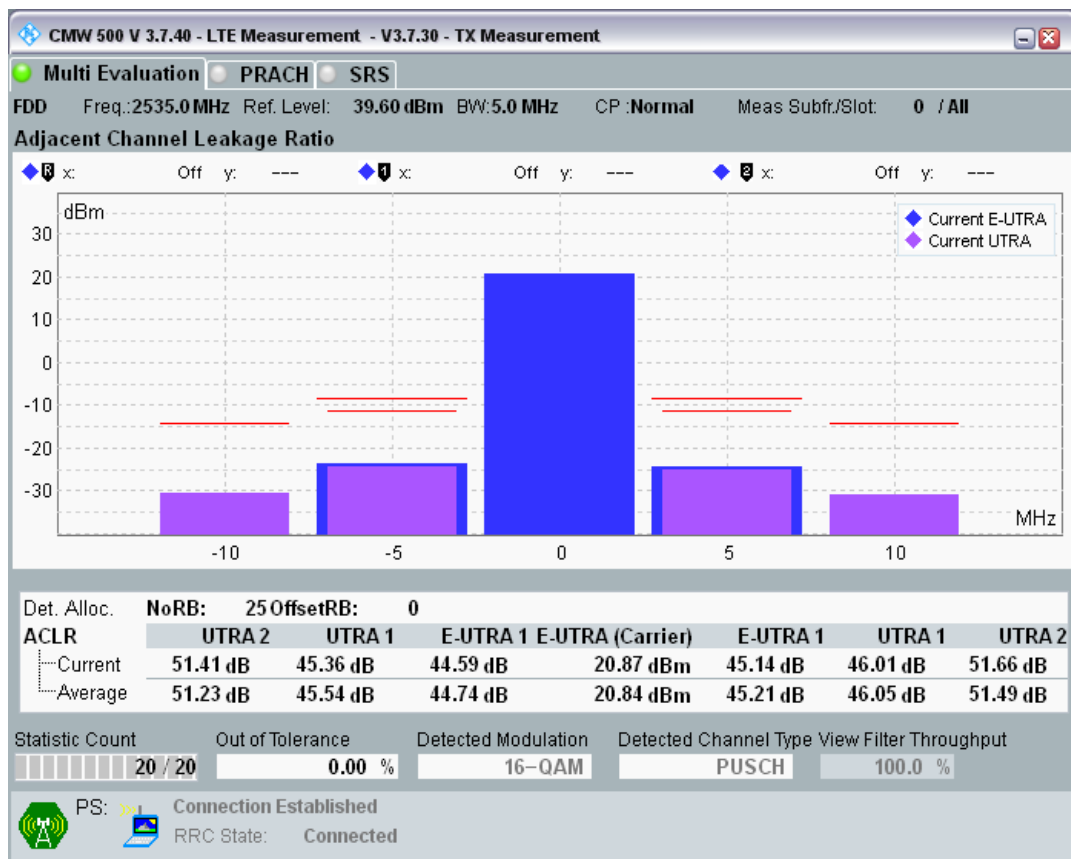 CMW 500 V 3.7.40 - LTE Measurement - V3.7.30 - TX Measurement
Multi Evaluation PRACH SRS
FDD Freg.:2535.0 MHz Ref. Level: 39.60 dBm BW:5.0 MHz CP :Normal Meas Subfr./Slot: 0 / All
Adjacent Channel Leakage Ratio
R x: Off y: --- 1 x: Off y: --- 2 x: Off y: ---
dBm
Current E-UTRA
Current UTRA
30
20
10
0
-10
-20
-30
MHz
-10 -5 0 5 10
Det. Alloc. NoRB: 25 OffsetRB: 0
ACLR UTRA 2 UTRA 1 E-UTRA 1 E-UTRA (Carrier) E-UTRA 1 UTRA 1 UTRA 2
Current 51.41 dB 45.36 dB 44.59 dB 20.87 dBm 45.14 dB 46.01 dB 51.66 dB
Average 51.23 dB 45.54 dB 44.74 dB 20.84 dBm 45.21 dB 46.05 dB 51.49 dB
Statistic Count Out of Tolerance Detected Modulation Detected Channel Type View Filter Throughput
20 / 20 0.00 % 16-QAM PUSCH 100.0 %
PS: Connection Established
RRC State: Connected